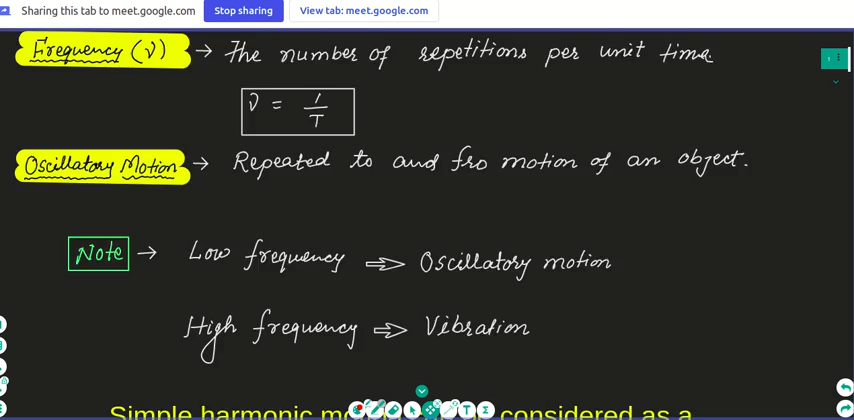 Sharing this tab to meet.google.com Stop sharing View tab: meet.google.com
Frequency (ν) → The number of repetitions per unit time.
ν = 1/T
Oscillatory Motion → Repeated to and fro motion of an object.
Note → Low frequency ⇒ Oscillatory motion
High frequency ⇒ Vibration
Simple harmonic considered as a